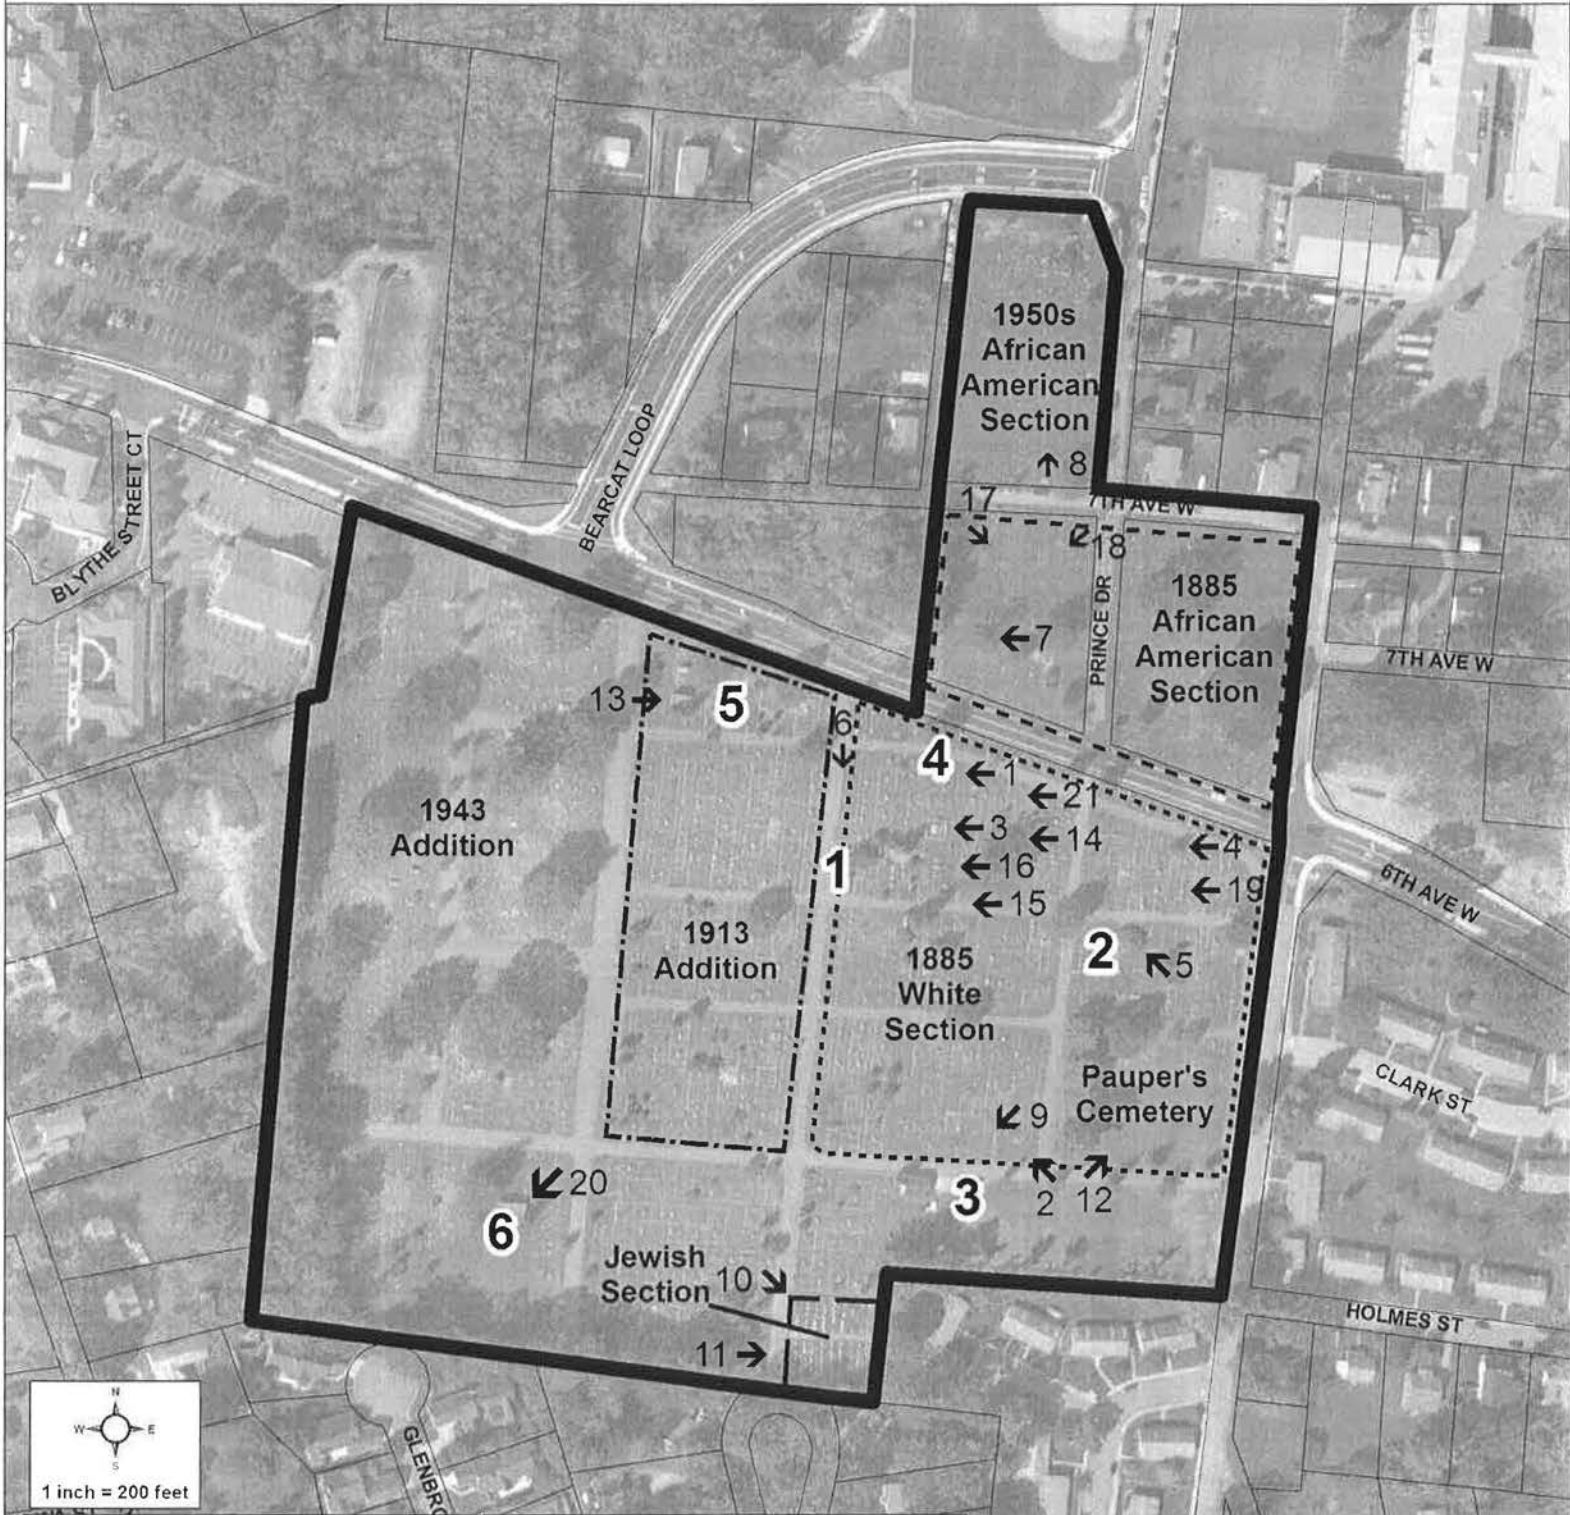 1950s
African
American
Section
8
17
7TH AVE W
18
BEARCAT LOOP
BLYTHE STREET CT
1885
African
American
Section
PRINCE DR
7
7TH AVE W
13
5
6
4
1
21
1943
Addition
3
14
4
1
16
19
15
6TH AVE W
1913
Addition
2
5
1885
White
Section
Pauper's
Cemetery
CLARK ST
9
20
3
2
12
6
Jewish
Section
10
11
HOLMES ST
N
W
E
S
GLENBRO
1 inch = 200 feet